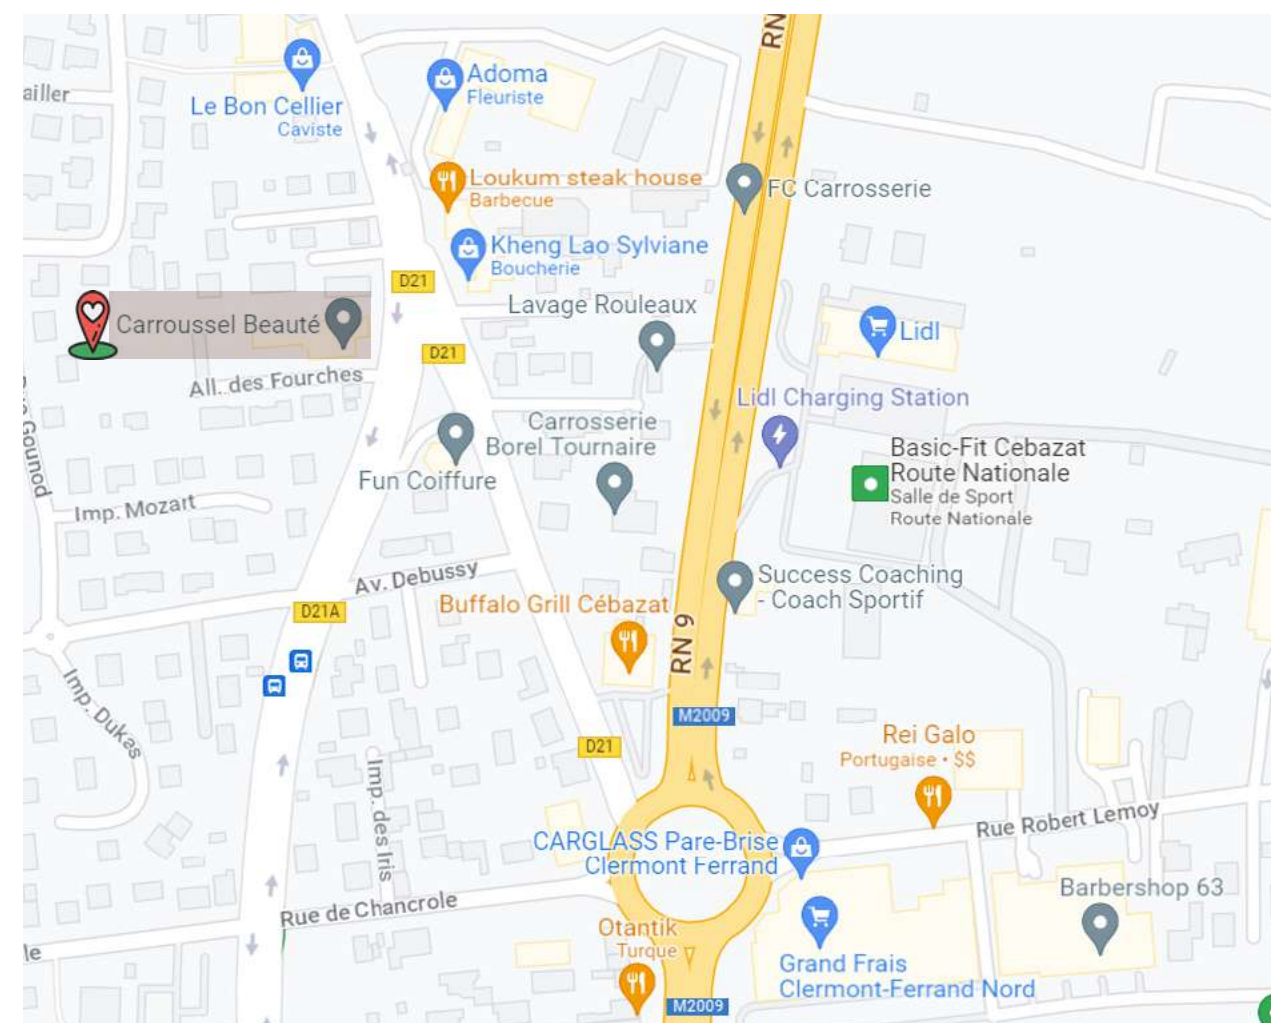 RN
ailler
Le Bon Cellier
Caviste
Adoma
Fleuriste
Loukum steak house
Barbecue
FC Carrosserie
Kheng Lao Sylviane
Boucherie
D21
Lavage Rouleaux
Carroussel Beauté
Lidl
D21
All. des Fourches
Lidl Charging Station
Carrosserie
Borel Tournaire
Basic-Fit Cebazat
Route Nationale
Salle de Sport
Route Nationale
Gounod
Fun Coiffure
Imp. Mozart
Av. Debussy
Success Coaching
- Coach Sportif
D21A
Buffalo Grill Cébazat
RN 9
Imp. Dukas
M2009
D21
Rei Galo
Portugaise • $$
Imp. des Iris
Rue Robert Lemoy
CARGLASS Pare-Brise
Clermont Ferrand
Barbershop 63
Rue de Chancrole
Otantik
Turque
le
Grand Frais
Clermont-Ferrand Nord
M2009